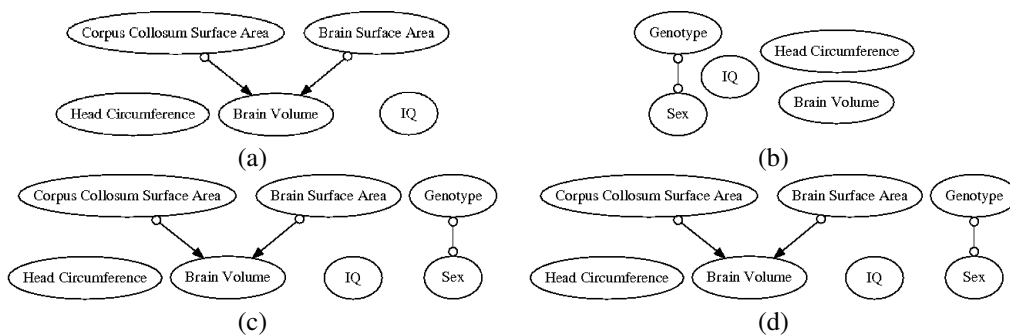 Corpus Collosum Surface Area
Brain Surface Area
Head Circumference
Brain Volume
IQ
(a)
Genotype
Head Circumference
IQ
Brain Volume
Sex
(b)
Corpus Collosum Surface Area
Brain Surface Area
Genotype
Head Circumference
Brain Volume
IQ
Sex
(c)
Corpus Collosum Surface Area
Brain Surface Area
Genotype
Head Circumference
Brain Volume
IQ
Sex
(d)